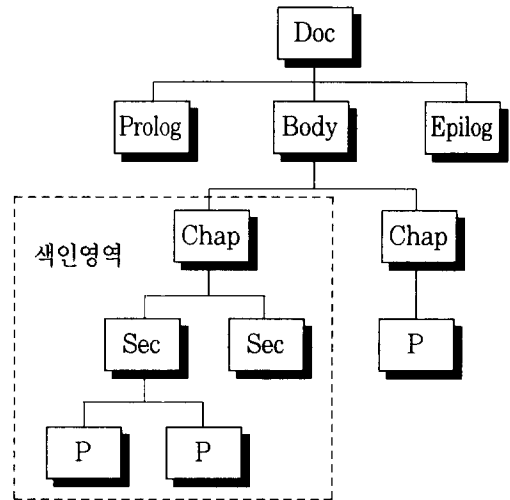 Doc
Prolog Body Epilog
색인영역 Chap Chap
Sec Sec P
P P